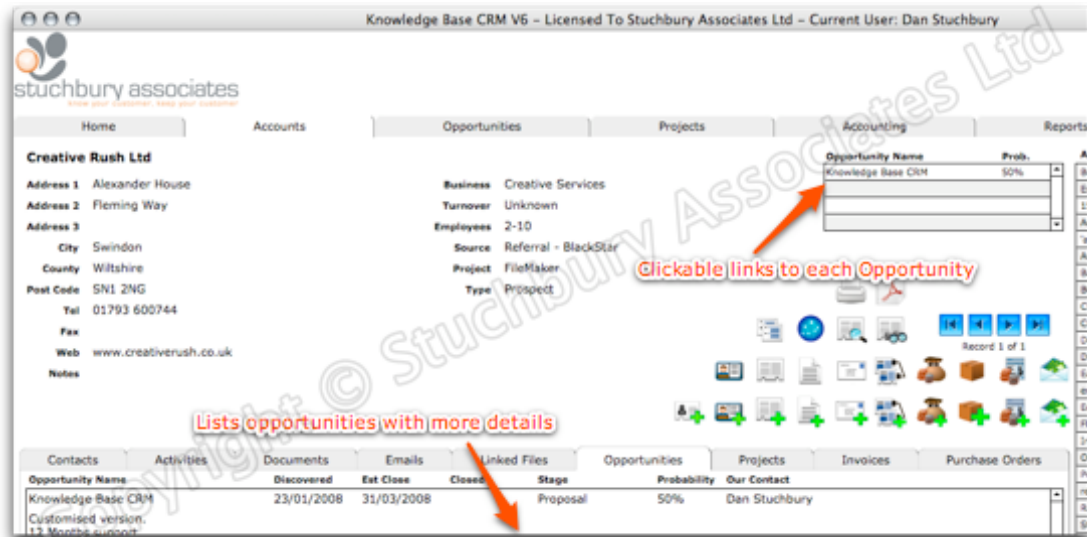 Knowledge Base CRM V6 – Licensed To Stuchbury Associates Ltd – Current User: Dan Stuchbury
stuchbury associates
know your customer, keep your customer
Home Accounts Opportunities Projects Accounting Reports
Creative Rush Ltd
Opportunity Name Prob.
Knowledge Base CRM 50%
Address 1 Alexander House
Business Creative Services
Address 2 Fleming Way
Turnover Unknown
Address 3
Employees 2-10
City Swindon
Source Referral - BlackStar
County Wiltshire
Project FileMaker
Clickable links to each Opportunity
Post Code SN1 2NG
Type Prospect
Tel 01793 600744
Fax
Web www.creativerush.co.uk
Record 1 of 1
Notes
Lists opportunities with more details
Contacts Activities Documents Emails Linked Files Opportunities Projects Invoices Purchase Orders
Opportunity Name Discovered Est Close Closed Stage Probability Our Contact
Knowledge Base CRM 23/01/2008 31/03/2008 Proposal 50% Dan Stuchbury
Customised version.
12 Months support
Copyright © Stuchbury Associates Ltd